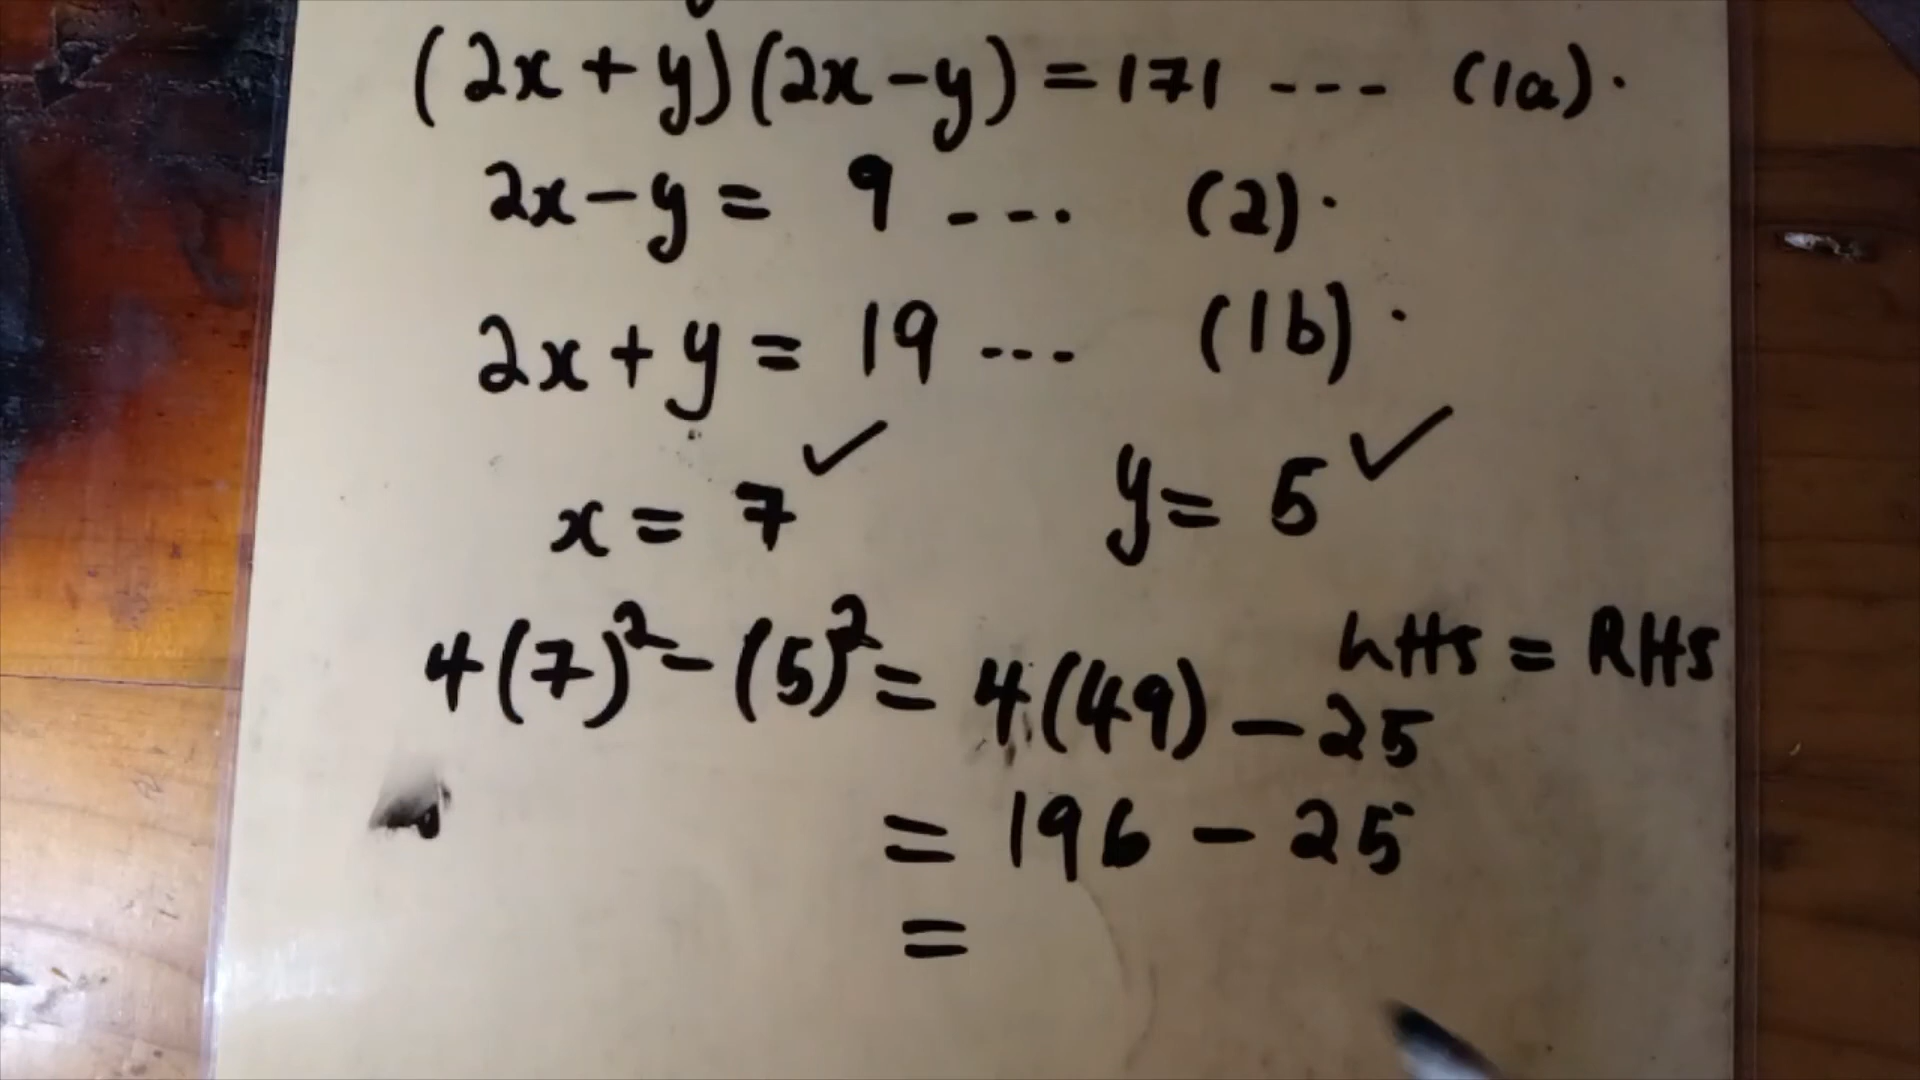 (2x + y)(2x - y) = 171 --- (1a).
2x - y = 9 --- (2).
2x + y = 19 --- (1b).
x = 7 ✓ y = 5 ✓
4(7)² - (5)² = 4(49) - 25 LHS = RHS
= 196 - 25
=